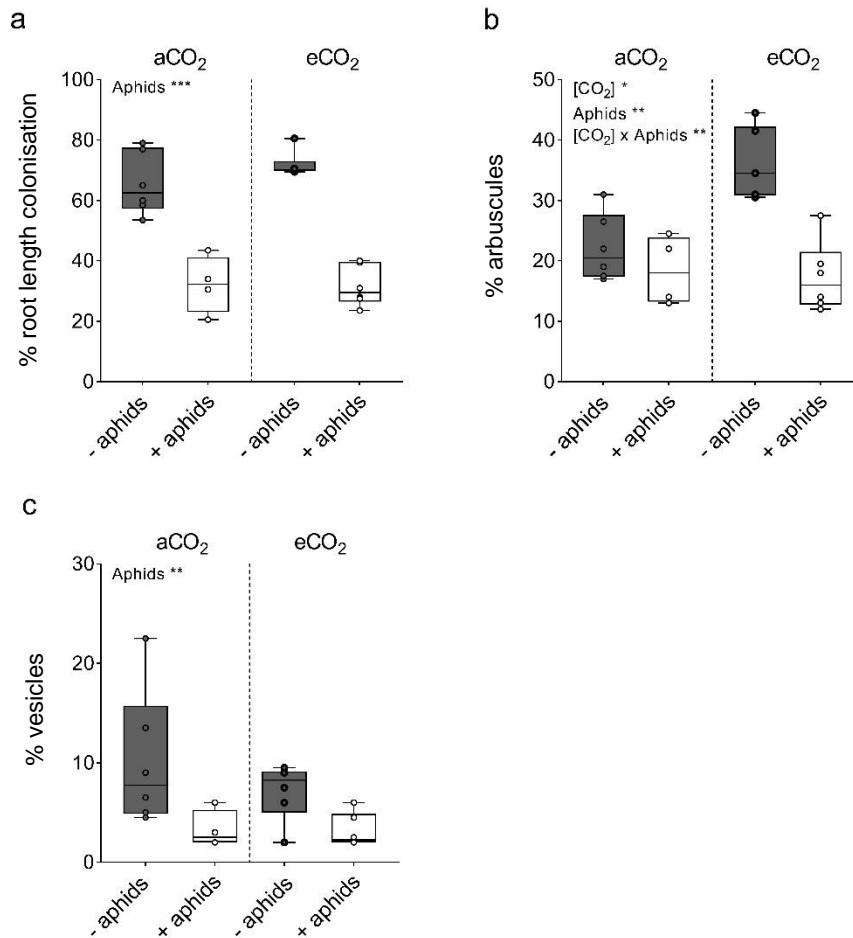 a
aCO₂ eCO₂
Aphids ***
% root length colonisation
100
80
60
40
20
0
- aphids + aphids - aphids + aphids
b
aCO₂ eCO₂
[CO₂] *
Aphids **
[CO₂] x Aphids **
% arbuscules
50
40
30
20
10
0
- aphids + aphids - aphids + aphids
c
aCO₂ eCO₂
Aphids **
% vesicles
30
20
10
0
- aphids + aphids - aphids + aphids